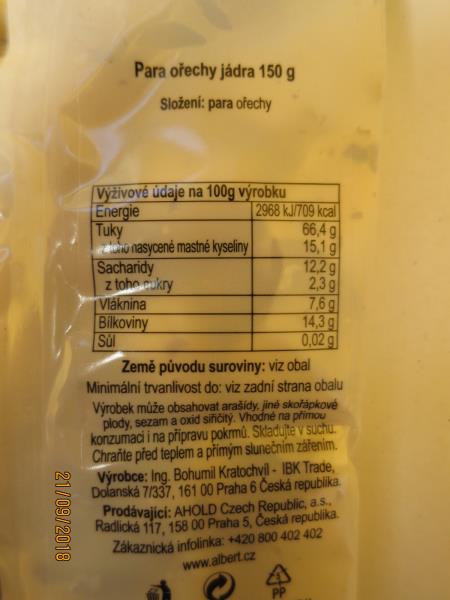 Para ořechy jádra 150 g
Složení: para ořechy
Výživové údaje na 100g výrobku
Energie 2968 kJ/709 kcal
Tuky 66,4 g
z toho nasycené mastné kyseliny 15,1 g
Sacharidy 12,2 g
z toho cukry 2,3 g
Vláknina 7,6 g
Bílkoviny 14,3 g
Sůl 0,02 g
Země původu suroviny: viz obal
Minimální trvanlivost do: viz zadní strana obalu
Výrobek může obsahovat arašídy, jiné skořápkové
plody, sezam a oxid siřičitý. Vhodné na přímou
konzumaci i na přípravu pokrmů. Skladujte v suchu.
Chraňte před teplem a přímým slunečním zářením.
Výrobce: Ing. Bohumil Kratochvíl - IBK Trade,
Dolanská 7/337, 161 00 Praha 6 Česká republika.
Prodávající: AHOLD Czech Republic, a.s.,
Radlická 117, 158 00 Praha 5, Česká republika.
Zákaznická infolinka: +420 800 402 402
www.albert.cz
5
PP
21/09/2018